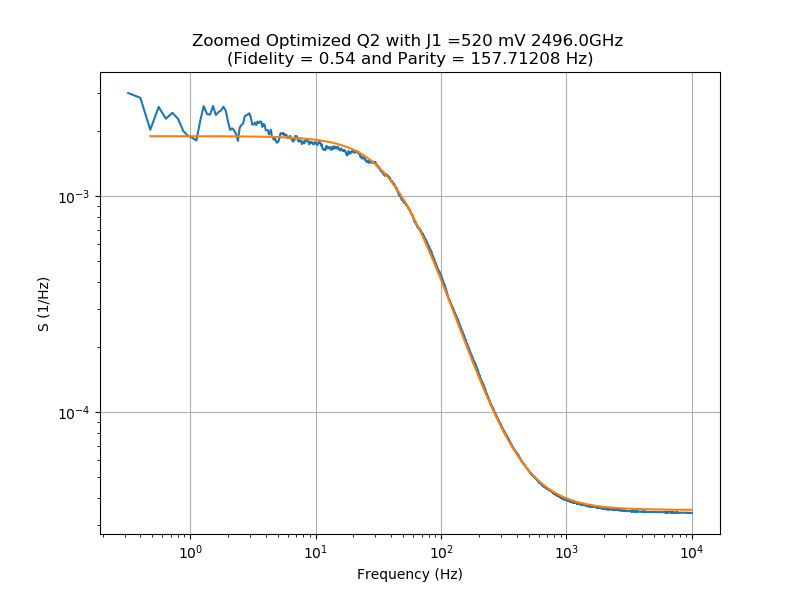 Zoomed Optimized Q2 with J1 =520 mV 2496.0GHz
(Fidelity = 0.54 and Parity = 157.71208 Hz)
S (1/Hz)
10⁻³
10⁻⁴
10⁰ 10¹ 10² 10³ 10⁴
Frequency (Hz)